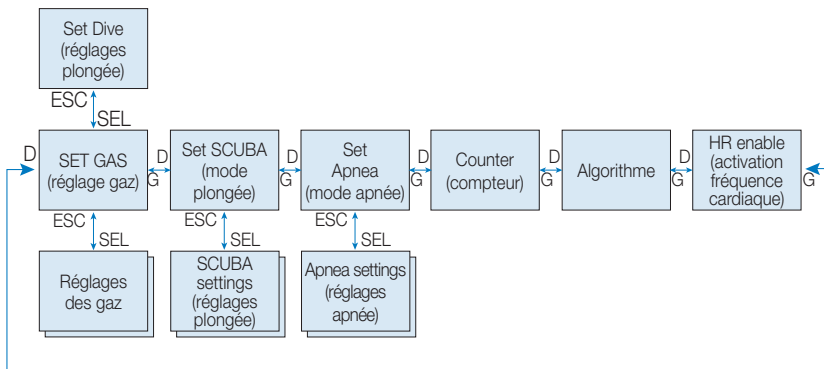 Set Dive
(réglages
plongée)
ESC
SEL
D
SET GAS
(réglage gaz)
D
G
Set SCUBA
(mode
plongée)
D
G
Set
Apnea
(mode apnée)
D
G
Counter
(compteur)
D
G
Algorithme
D
G
HR enable
(activation
fréquence
cardiaque)
G
ESC
SEL
ESC
SEL
ESC
SEL
Réglages
des gaz
SCUBA
settings
(réglages
plongée)
Apnea settings
(réglages
apnée)